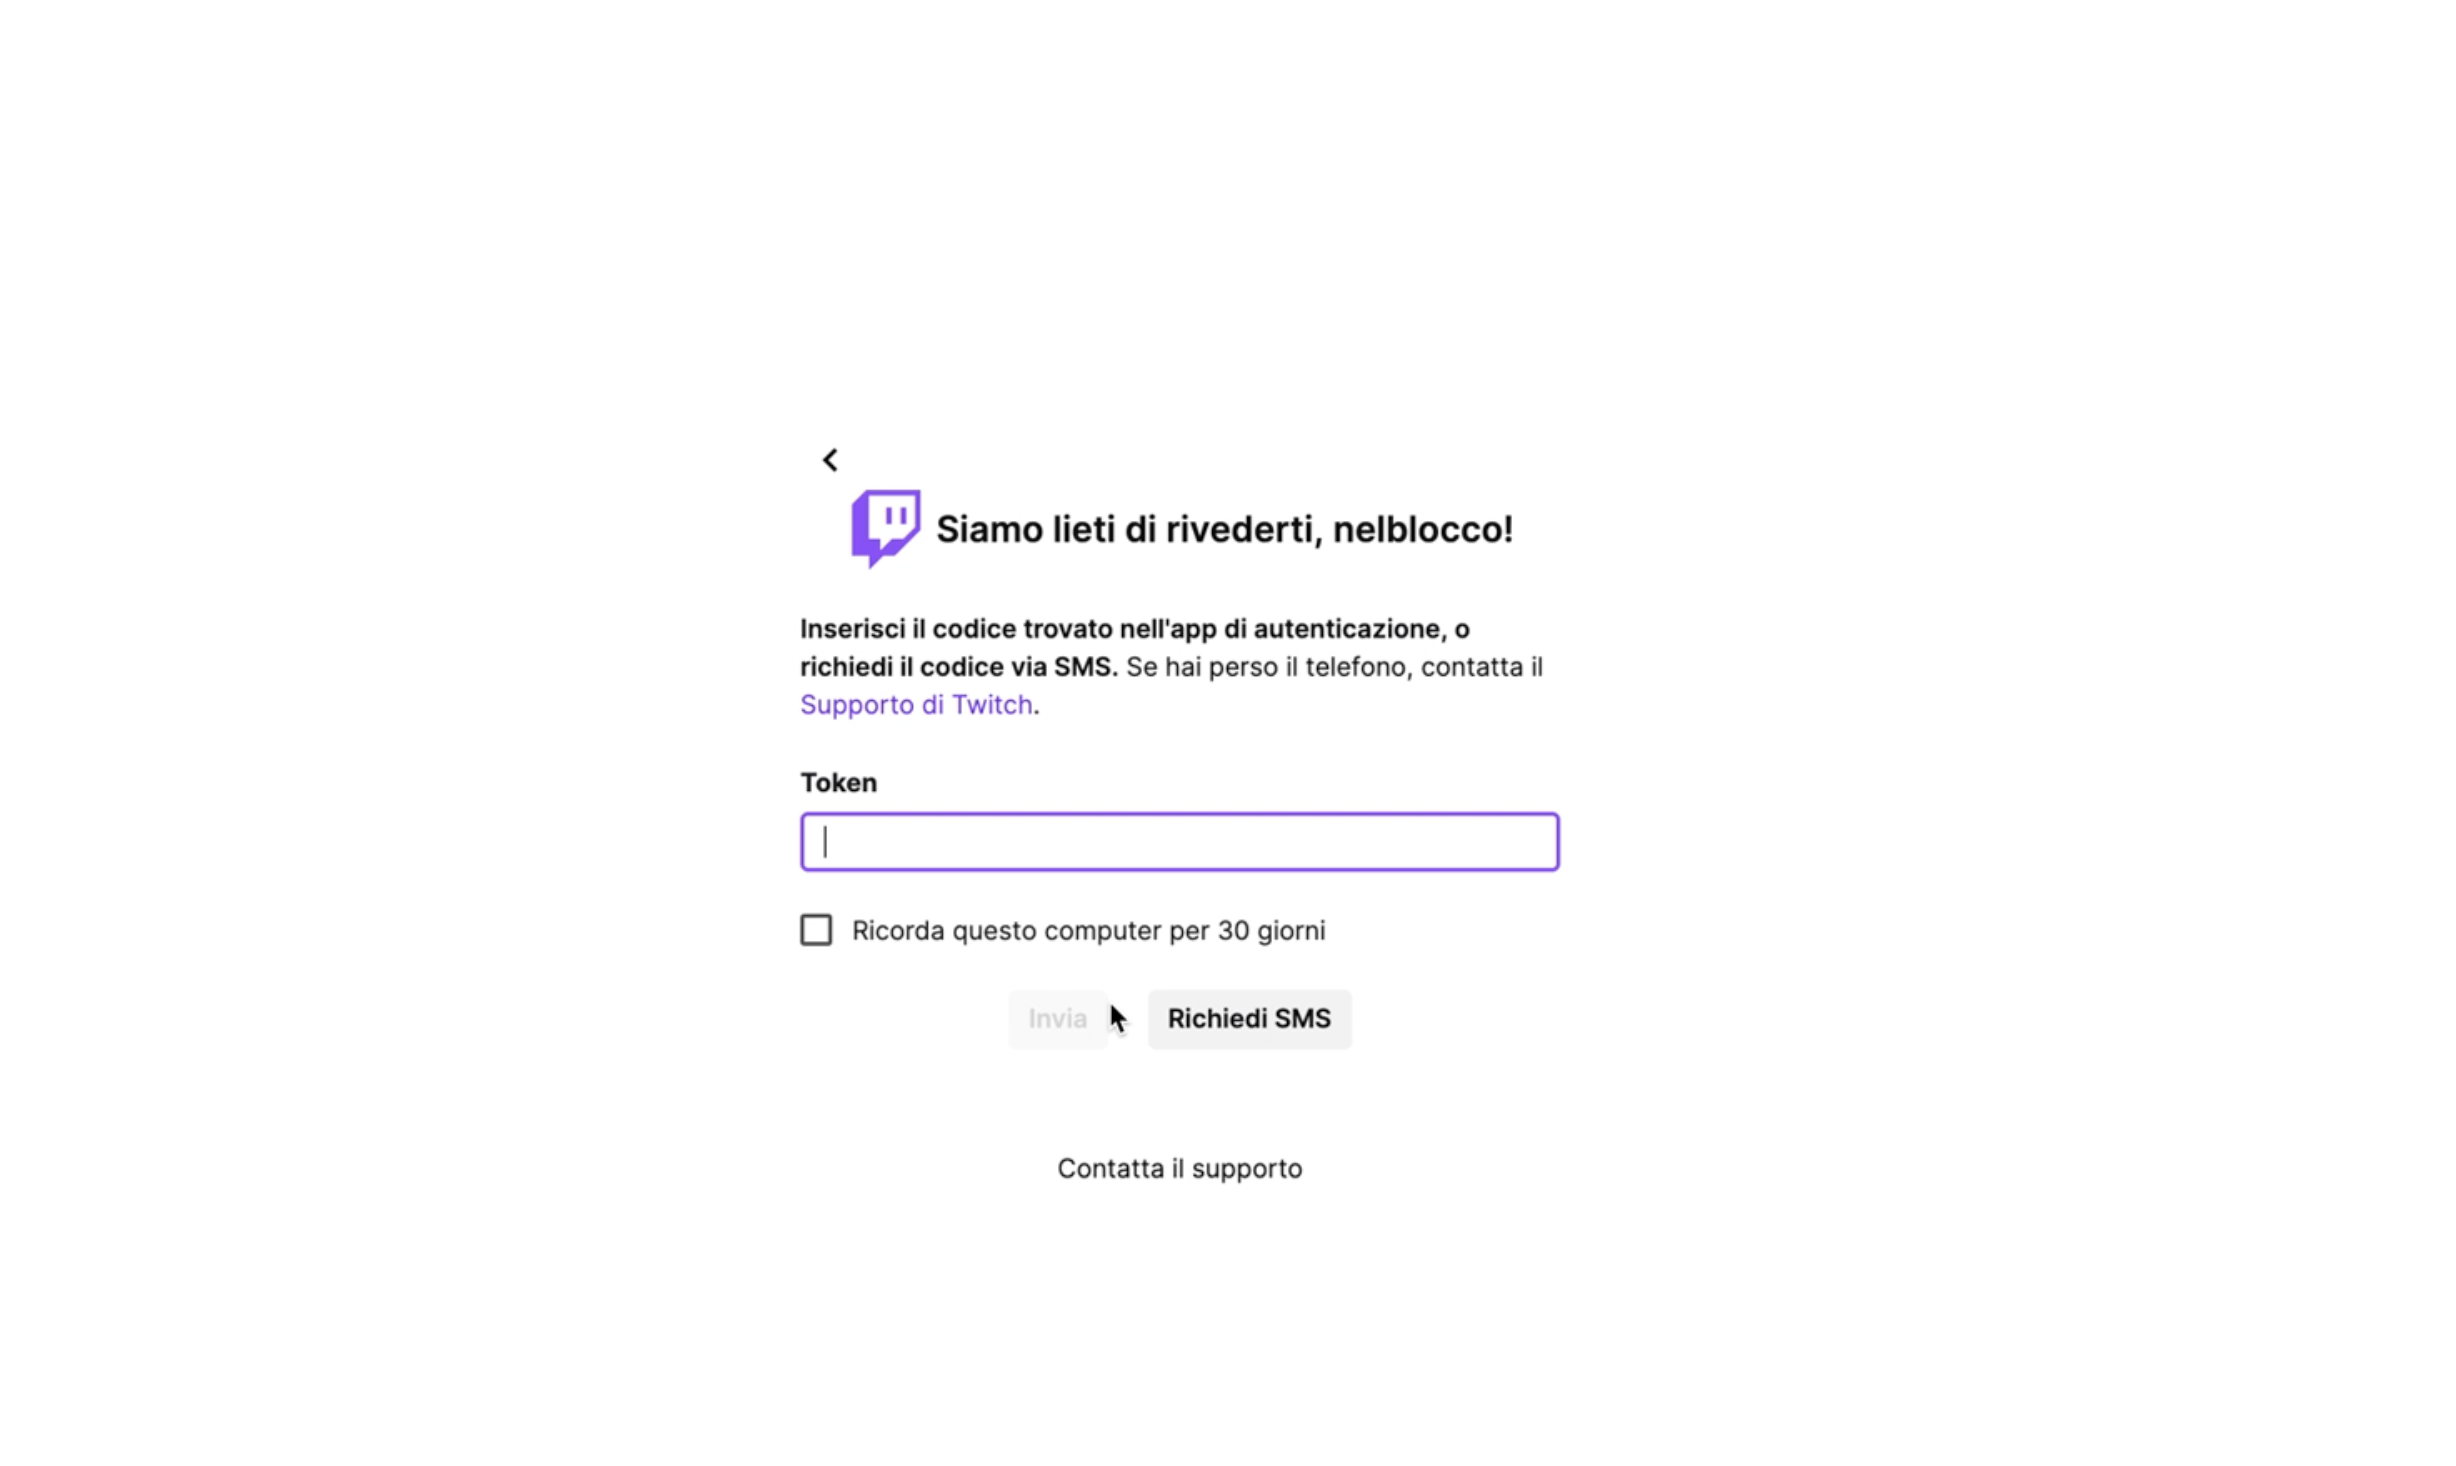 Siamo lieti di rivederti, nelblocco!
Inserisci il codice trovato nell'app di autenticazione, o
richiedi il codice via SMS. Se hai perso il telefono, contatta il
Supporto di Twitch.
Token
Ricorda questo computer per 30 giorni
Invia
Richiedi SMS
Contatta il supporto